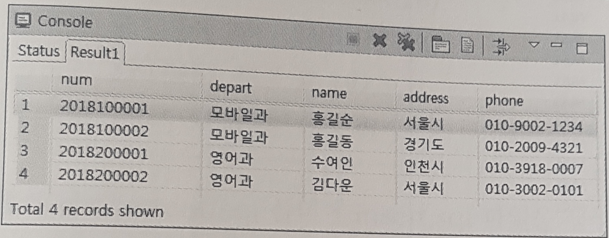 Console
Status Result1
num depart name address phone
1 2018100001 모바일과 홍길순 서울시 010-9002-1234
2 2018100002 모바일과 홍길동 경기도 010-2009-4321
3 2018200001 영어과 수여인 인천시 010-3918-0007
4 2018200002 영어과 김다운 서울시 010-3002-0101
Total 4 records shown